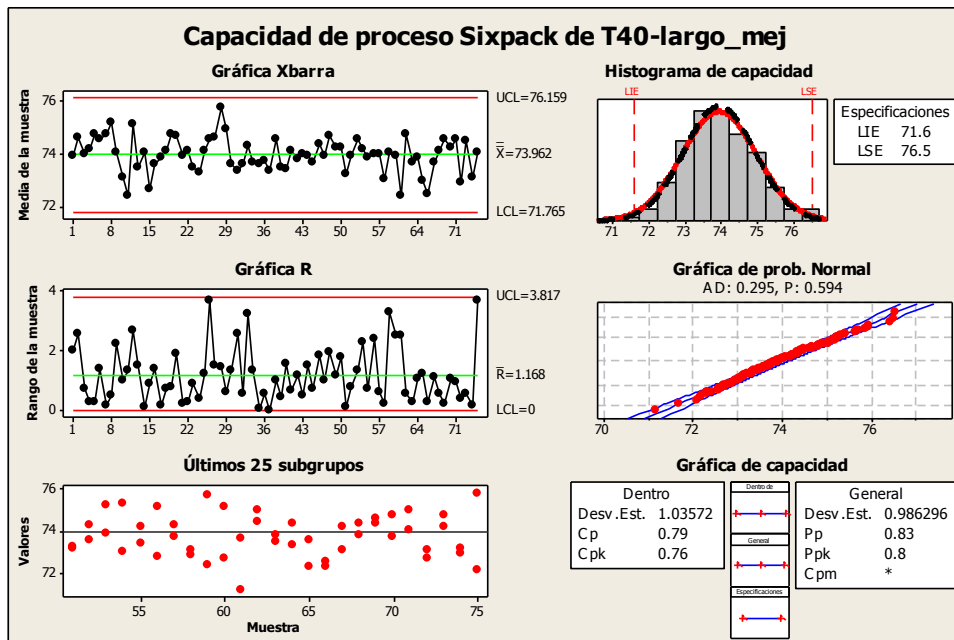 Capacidad de proceso Sixpack de T40-largo_mej
Gráfica Xbarra
Media de la muestra
76
74
72
1 8 15 22 29 36 43 50 57 64 71
UCL=76.159
X=73.962
LCL=71.765
Histograma de capacidad
LIE LSE
71 72 73 74 75 76
Especificaciones
LIE 71.6
LSE 76.5
Gráfica R
Rango de la muestra
4
2
0
1 8 15 22 29 36 43 50 57 64 71
UCL=3.817
R=1.168
LCL=0
Gráfica de prob. Normal
AD: 0.295, P: 0.594
70 72 74 76
Últimos 25 subgrupos
Valores
76
74
72
55 60 65 70 75
Muestra
Gráfica de capacidad
Dentro
Desv.Est. 1.03572
Cp 0.79
Cpk 0.76
Dentro de
General
Especificaciones
General
Desv.Est. 0.986296
Pp 0.83
Ppk 0.8
Cpm *